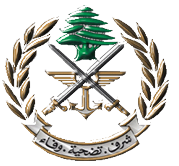 شرف . تضحية . وفاء